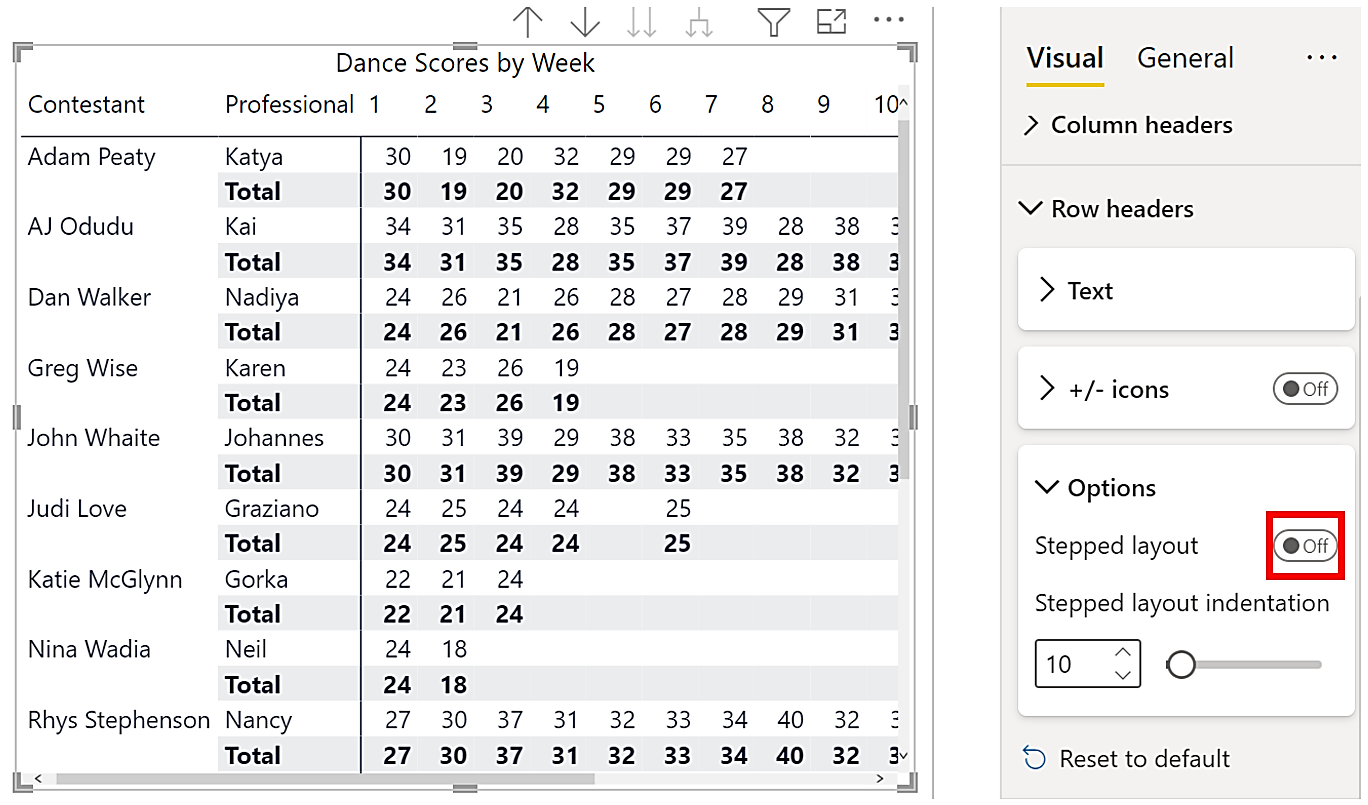 Dance Scores by Week
Contestant Professional 1 2 3 4 5 6 7 8 9 10
Adam Peaty Katya 30 19 20 32 29 29 27
Total 30 19 20 32 29 29 27
AJ Odudu Kai 34 31 35 28 35 37 39 28 38 3
Total 34 31 35 28 35 37 39 28 38 3
Dan Walker Nadiya 24 26 21 26 28 27 28 29 31 3
Total 24 26 21 26 28 27 28 29 31 3
Greg Wise Karen 24 23 26 19
Total 24 23 26 19
John Whaite Johannes 30 31 39 29 38 33 35 38 32 3
Total 30 31 39 29 38 33 35 38 32 3
Judi Love Graziano 24 25 24 24 25
Total 24 25 24 24 25
Katie McGlynn Gorka 22 21 24
Total 22 21 24
Nina Wadia Neil 24 18
Total 24 18
Rhys Stephenson Nancy 27 30 37 31 32 33 34 40 32 3
Total 27 30 37 31 32 33 34 40 32 3
Visual General
Column headers
Row headers
Text
+/- icons Off
Options
Stepped layout Off
Stepped layout indentation
10
Reset to default